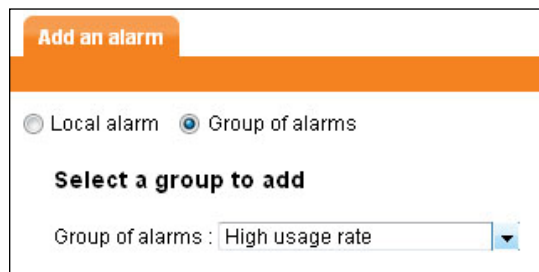 Add an alarm
Local alarm Group of alarms
Select a group to add
Group of alarms : High usage rate